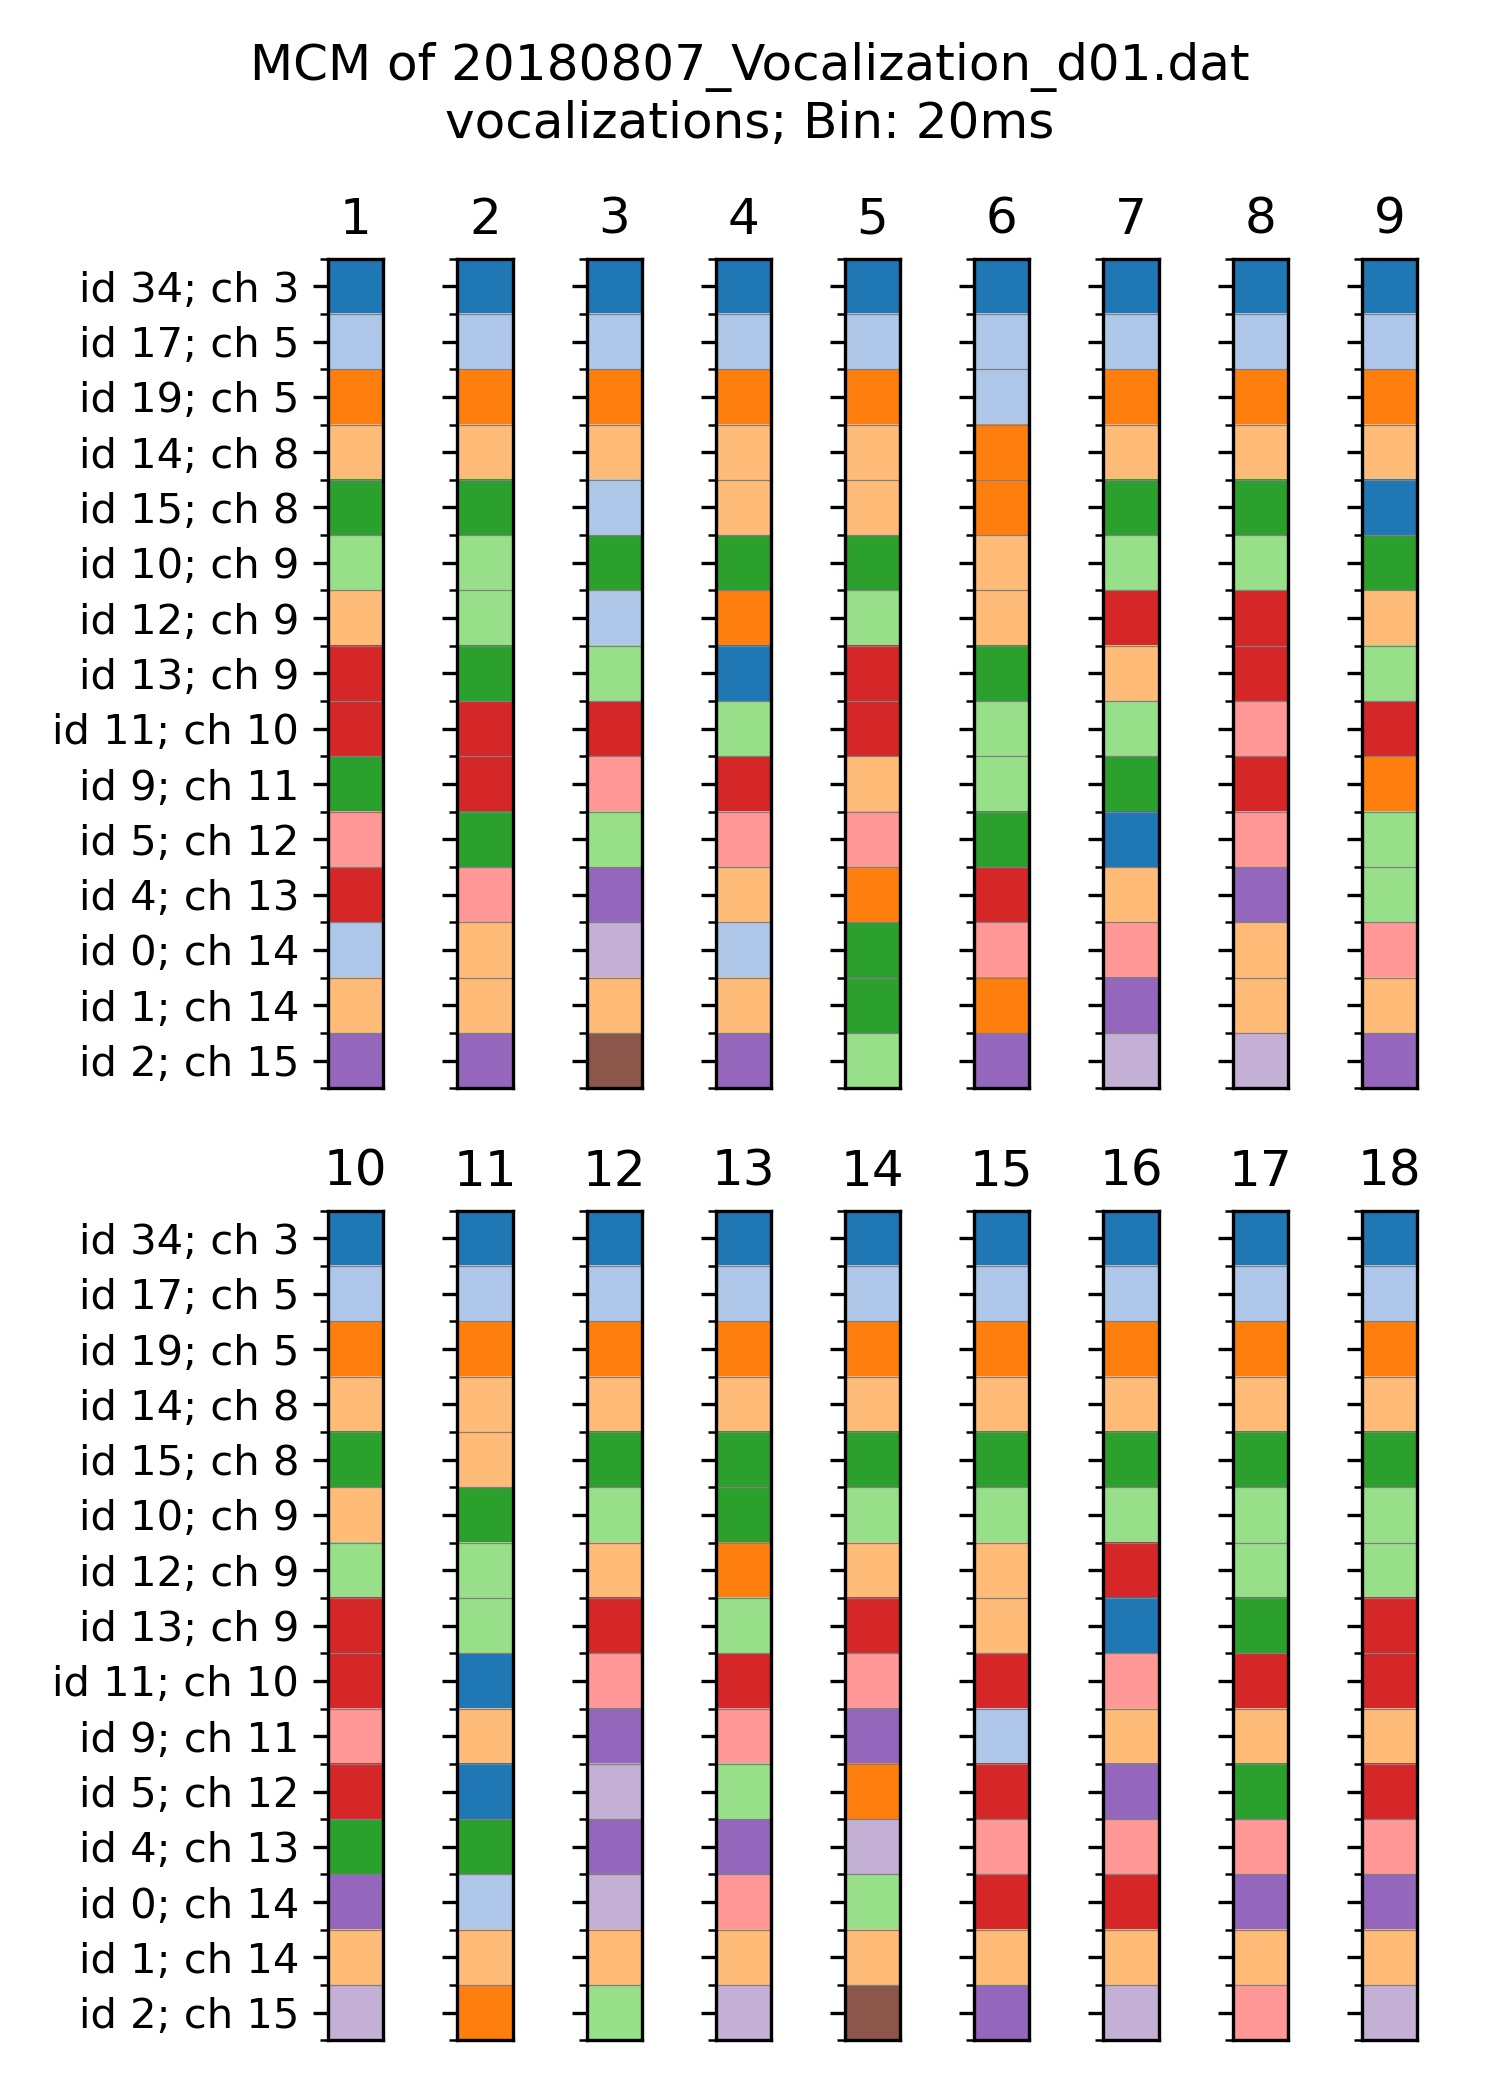 MCM of 20180807_Vocalization_d01.dat
vocalizations; Bin: 20ms
1 2 3 4 5 6 7 8 9
id 34; ch 3
id 17; ch 5
id 19; ch 5
id 14; ch 8
id 15; ch 8
id 10; ch 9
id 12; ch 9
id 13; ch 9
id 11; ch 10
id 9; ch 11
id 5; ch 12
id 4; ch 13
id 0; ch 14
id 1; ch 14
id 2; ch 15
10 11 12 13 14 15 16 17 18
id 34; ch 3
id 17; ch 5
id 19; ch 5
id 14; ch 8
id 15; ch 8
id 10; ch 9
id 12; ch 9
id 13; ch 9
id 11; ch 10
id 9; ch 11
id 5; ch 12
id 4; ch 13
id 0; ch 14
id 1; ch 14
id 2; ch 15